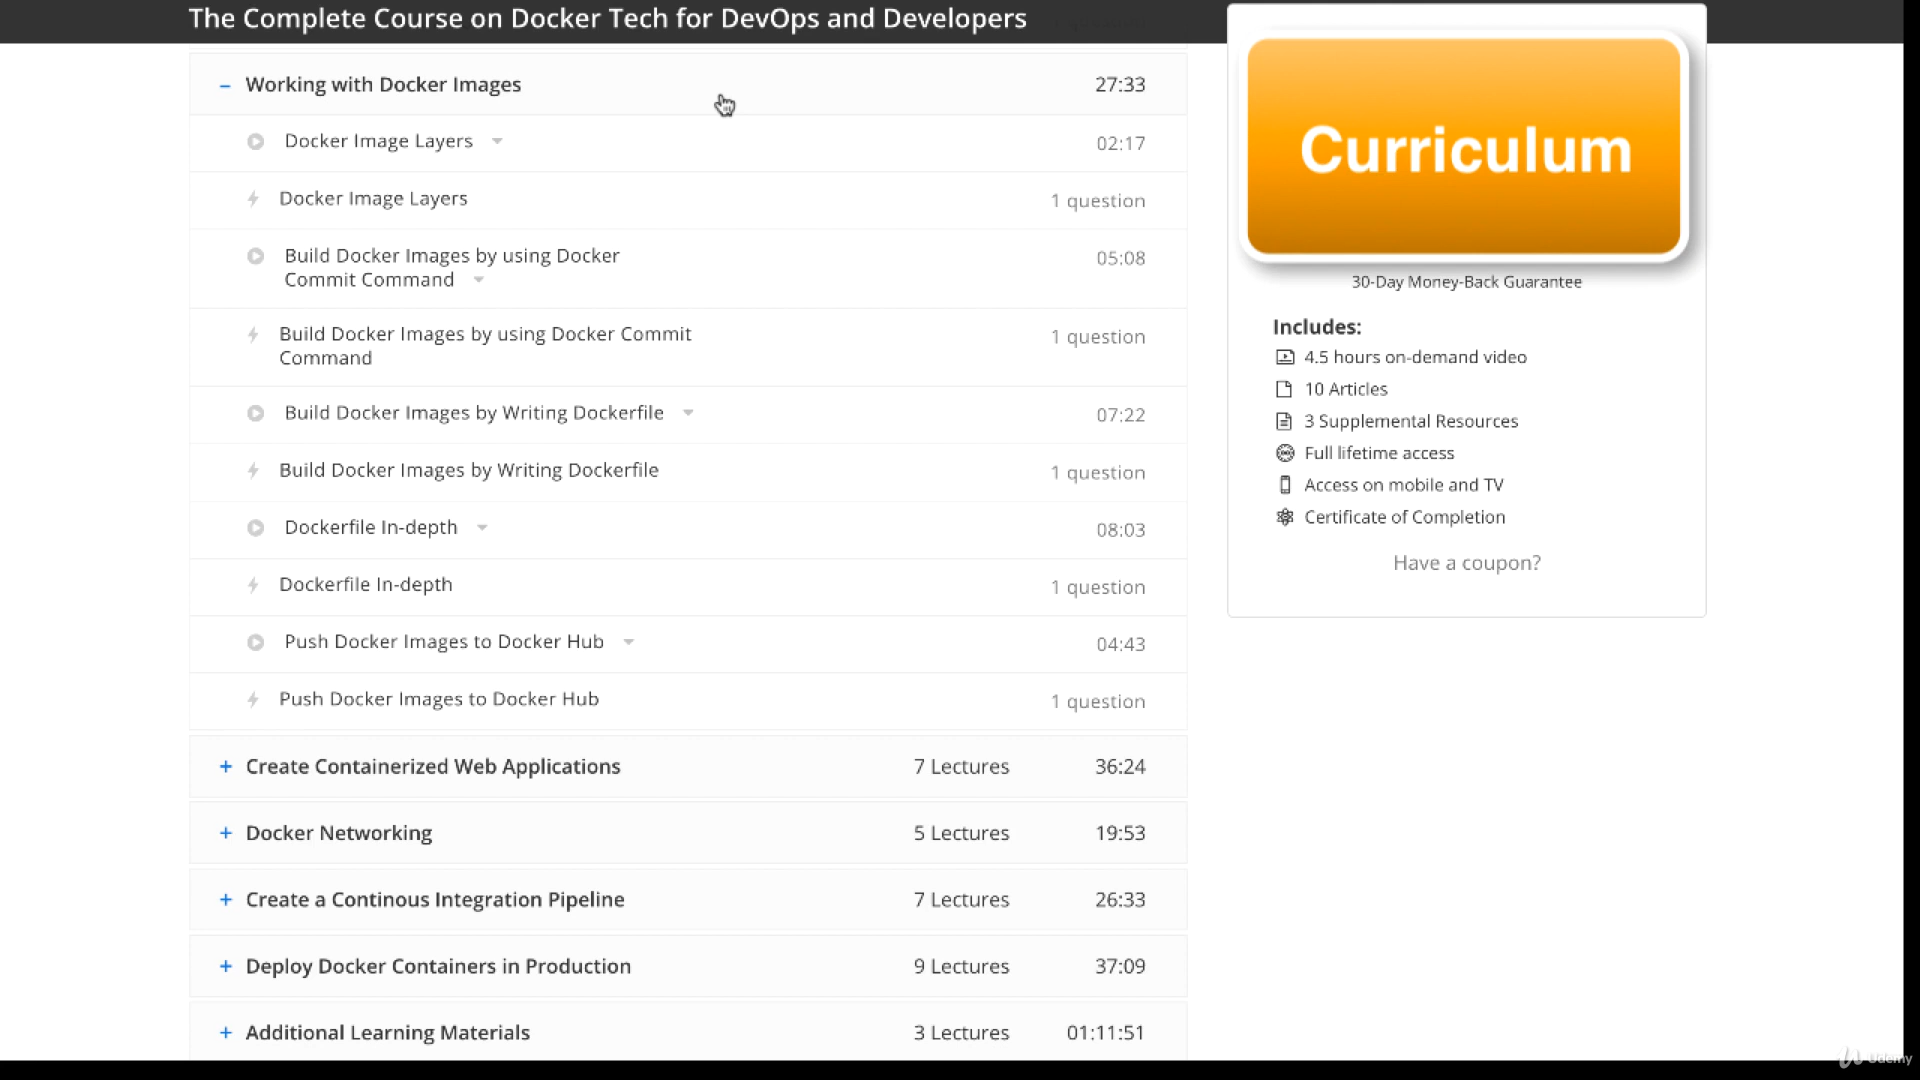 The Complete Course on Docker Tech for DevOps and Developers
Working with Docker Images 27:33
Docker Image Layers 02:17
Docker Image Layers 1 question
Build Docker Images by using Docker
Commit Command 05:08
Build Docker Images by using Docker Commit
Command 1 question
Build Docker Images by Writing Dockerfile 07:22
Build Docker Images by Writing Dockerfile 1 question
Dockerfile In-depth 08:03
Dockerfile In-depth 1 question
Push Docker Images to Docker Hub 04:43
Push Docker Images to Docker Hub 1 question
Create Containerized Web Applications 7 Lectures 36:24
Docker Networking 5 Lectures 19:53
Create a Continous Integration Pipeline 7 Lectures 26:33
Deploy Docker Containers in Production 9 Lectures 37:09
Additional Learning Materials 3 Lectures 01:11:51
Curriculum
30-Day Money-Back Guarantee
Includes:
4.5 hours on-demand video
10 Articles
3 Supplemental Resources
Full lifetime access
Access on mobile and TV
Certificate of Completion
Have a coupon?
Udemy